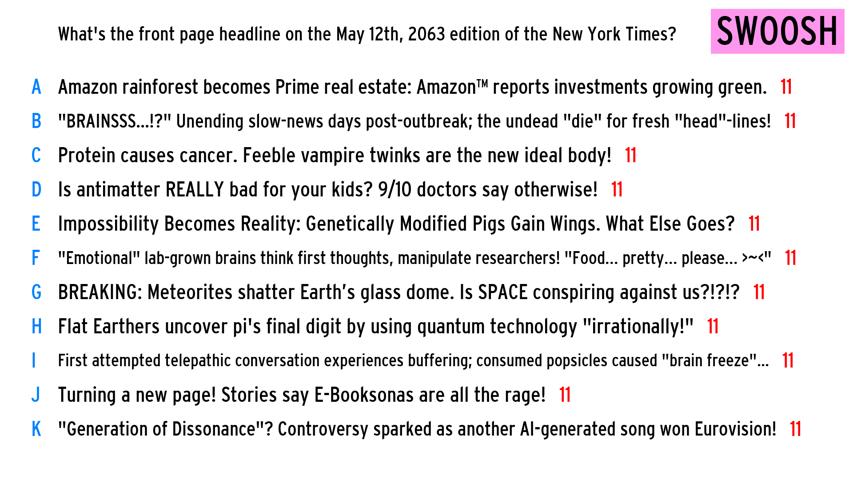 What's the front page headline on the May 12th, 2063 edition of the New York Times?
SWOOSH
A Amazon rainforest becomes Prime real estate: Amazon™ reports investments growing green. 11
B "BRAINSSS...!?" Unending slow-news days post-outbreak; the undead "die" for fresh "head"-lines! 11
C Protein causes cancer. Feeble vampire twinks are the new ideal body! 11
D Is antimatter REALLY bad for your kids? 9/10 doctors say otherwise! 11
E Impossibility Becomes Reality: Genetically Modified Pigs Gain Wings. What Else Goes? 11
F "Emotional" lab-grown brains think first thoughts, manipulate researchers! "Food... pretty... please... >~<" 11
G BREAKING: Meteorites shatter Earth's glass dome. Is SPACE conspiring against us?!?!? 11
H Flat Earthers uncover pi's final digit by using quantum technology "irrationally!" 11
I First attempted telepathic conversation experiences buffering; consumed popsicles caused "brain freeze"... 11
J Turning a new page! Stories say E-Booksonas are all the rage! 11
K "Generation of Dissonance"? Controversy sparked as another AI-generated song won Eurovision! 11